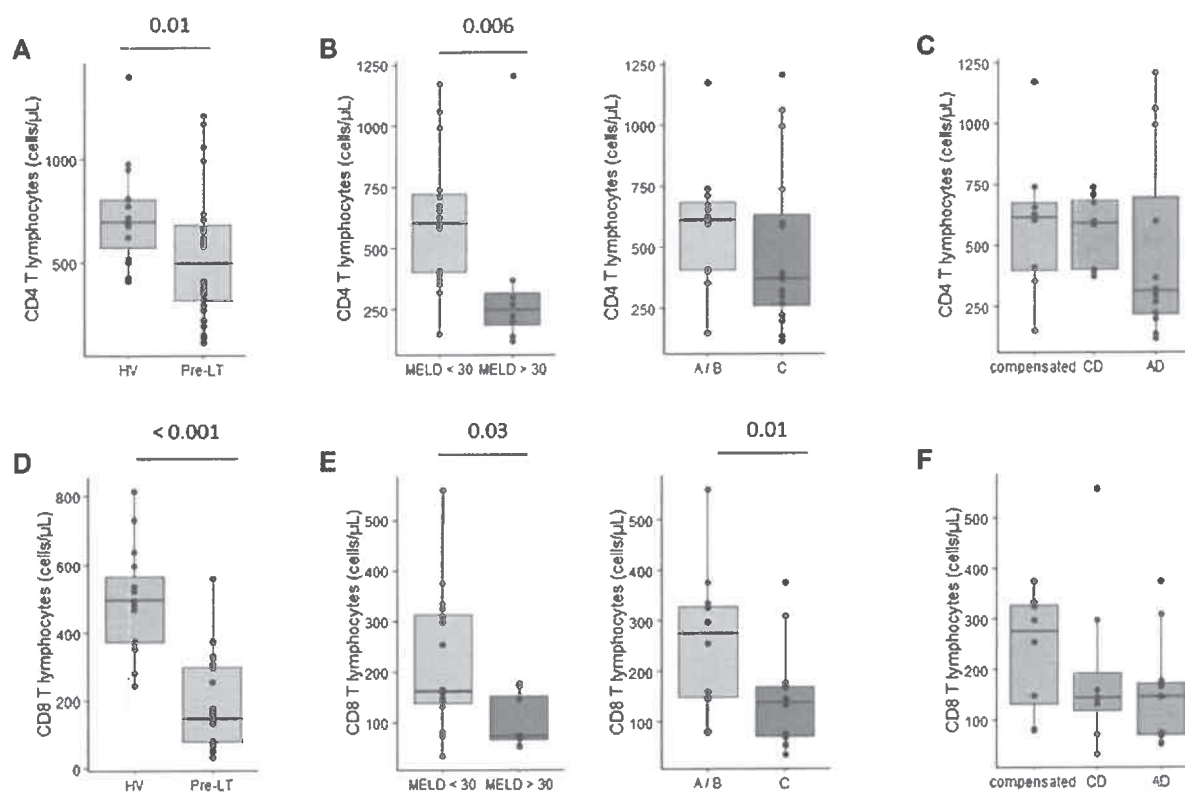 0.01
A
CD4 T lymphocytes (cells/µL)
1000
500
HV Pre-LT
0.006
B
CD4 T lymphocytes (cells/µL)
1250
1000
750
500
250
MELD < 30 MELD > 30
CD4 T lymphocytes (cells/µL)
1250
1000
750
500
250
A / B C
C
CD4 T lymphocytes (cells/µL)
1250
1000
750
500
250
compensated CD AD
< 0.001
D
CD8 T lymphocytes (cells/µL)
800
600
400
200
0
HV Pre-LT
0.03
E
CD8 T lymphocytes (cells/µL)
500
400
300
200
100
MELD < 30 MELD > 30
0.01
CD8 T lymphocytes (cells/µL)
500
400
300
200
100
A / B C
F
CD8 T lymphocytes (cells/µL)
500
400
300
200
100
compensated CD AD